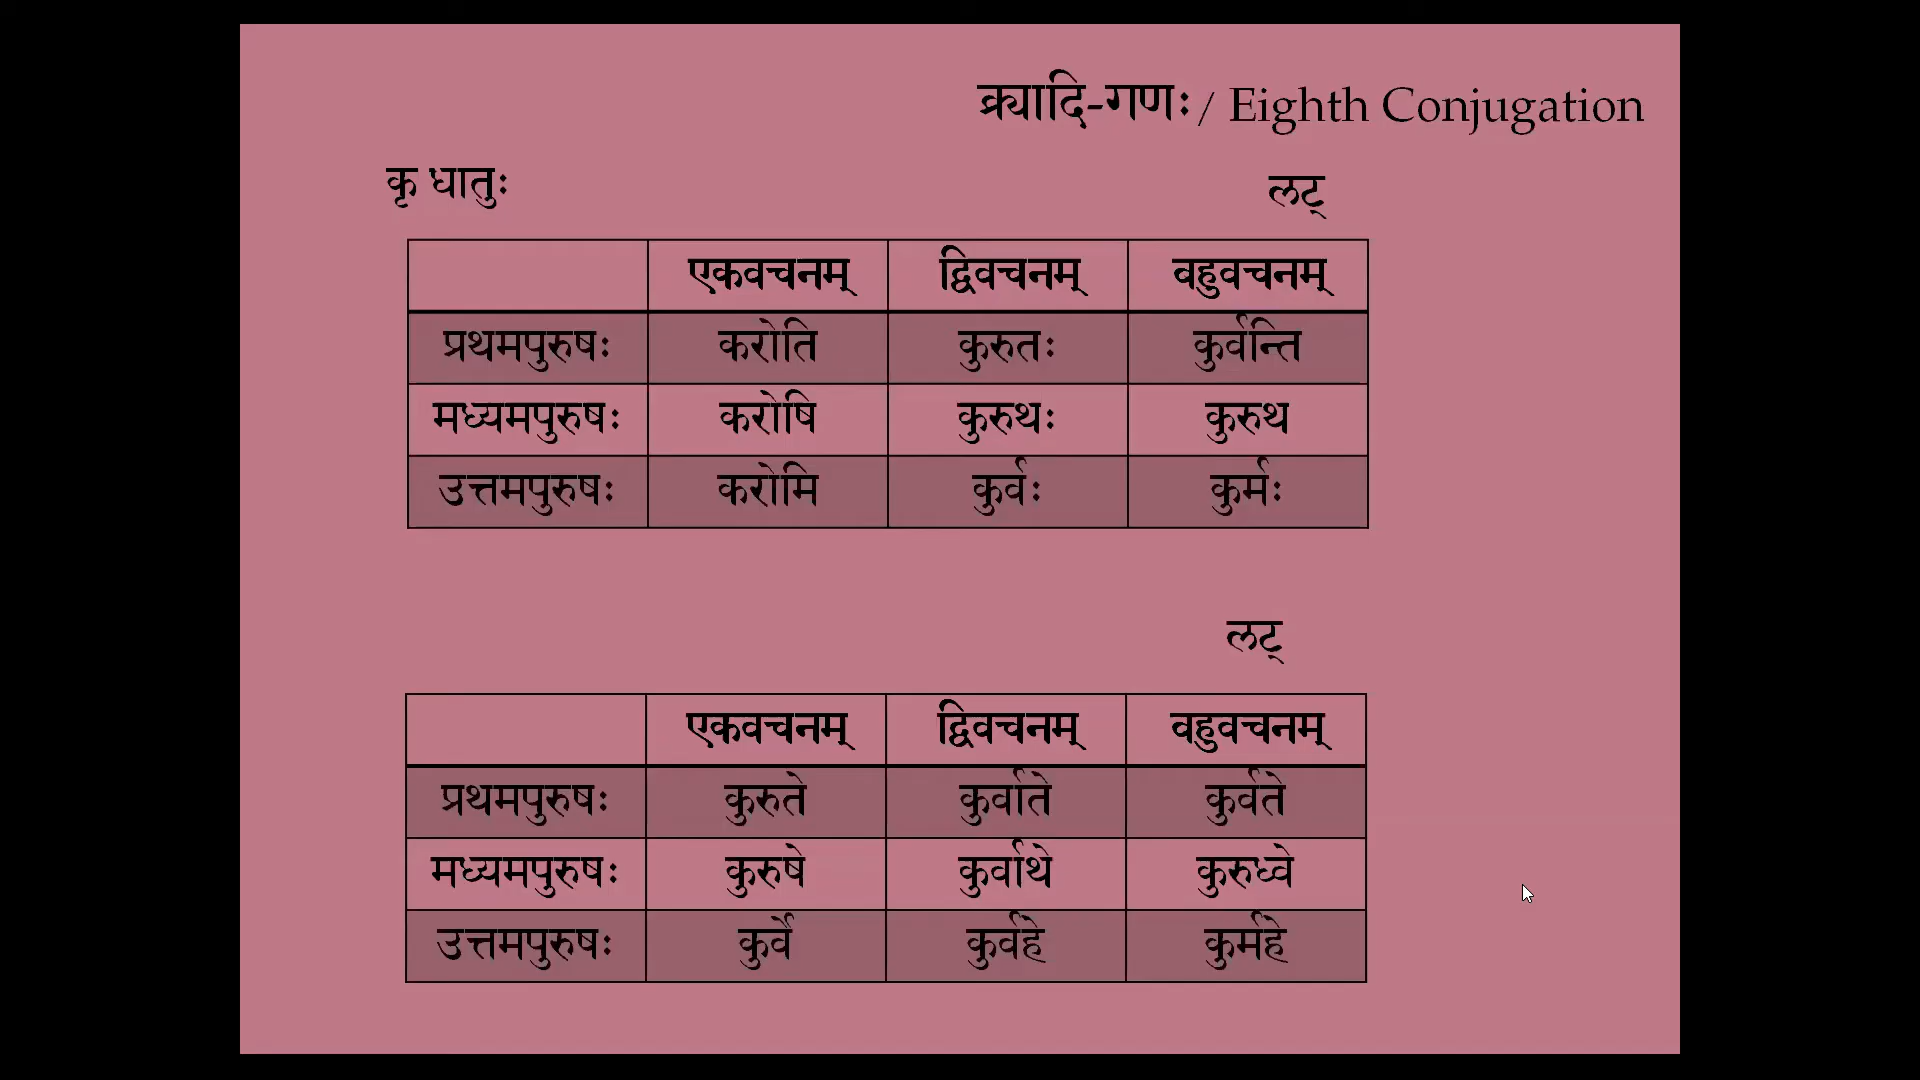 क्र्यादि-गणः / Eighth Conjugation
कृ धातुः लट्
एकवचनम् द्विवचनम् वहुवचनम्
प्रथमपुरुषः करोति कुरुतः कुर्वन्ति
मध्यमपुरुषः करोषि कुरुथः कुरुथ
उत्तमपुरुषः करोमि कुर्वः कुर्मः
लट्
एकवचनम् द्विवचनम् वहुवचनम्
प्रथमपुरुषः कुरुते कुर्वाते कुर्वते
मध्यमपुरुषः कुरुषे कुर्वाथे कुरुध्वे
उत्तमपुरुषः कुर्वे कुर्वहे कुर्महे